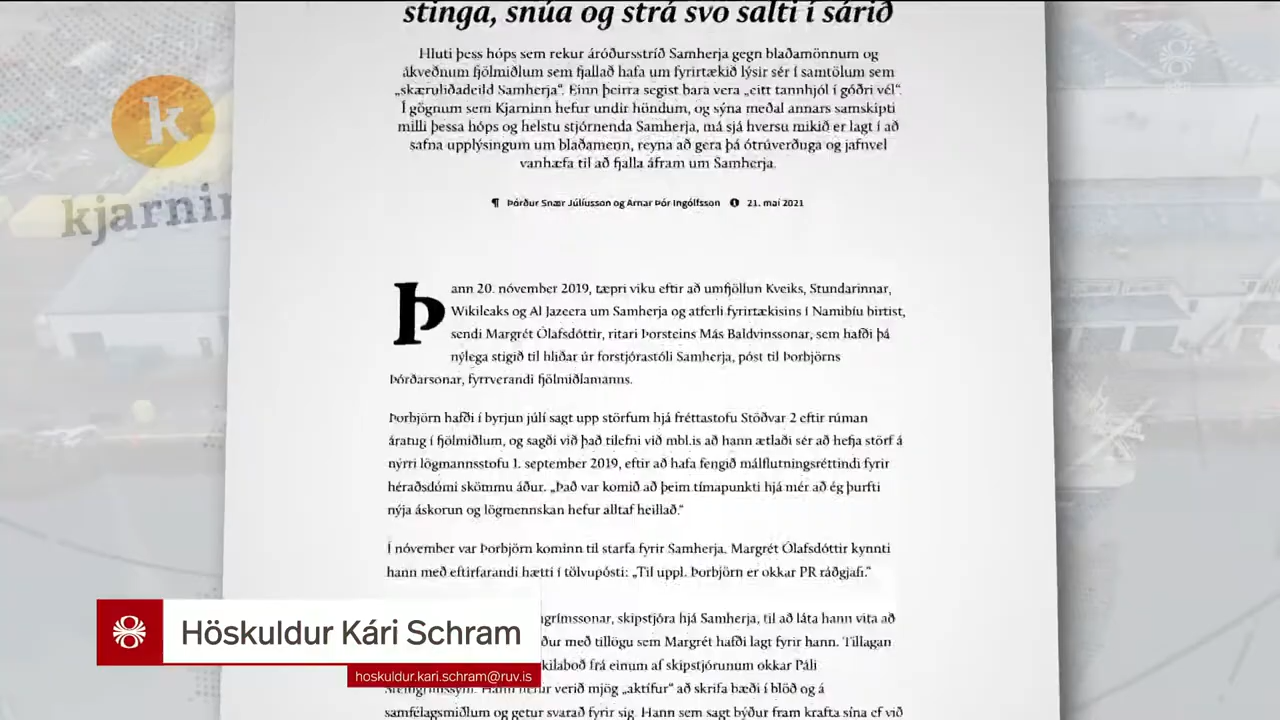 stinga, snúa og strá svo salti í sárið
Hluti þess hóps sem rekur áróðursstríð Samherja gegn blaðamönnum og
ákveðnum fjölmiðlum sem fjallað hafa um fyrirtækið lýsir sér í samtölum sem
„skæruliðadeild Samherja“. Einn þeirra segist bara vera „eitt tannhjól í góðri vél“.
Í gögnum sem Kjarninn hefur undir höndum, og sýna meðal annars samskipti
milli þessa hóps og helstu stjórnenda Samherja, má sjá hversu mikið er lagt í að
safna upplýsingum um blaðamenn, reyna að gera þá ótrúverðuga og jafnvel
vanhæfa til að fjalla áfram um Samherja.
k
kjarnin
¶ Þórður Snær Júlíusson og Arnar Þór Ingólfsson 21. maí 2021
Þann 20. nóvember 2019, tæpri viku eftir að umfjöllun Kveiks, Stundarinnar,
Wikileaks og Al Jazeera um Samherja og atferli fyrirtækisins í Namibíu birtist,
sendi Margrét Ólafsdóttir, ritari Þorsteins Más Baldvinssonar, sem hafði þá
nýlega stigið til hliðar úr forstjórastóli Samherja, póst til Þorbjörns
Þórðarsonar, fyrrverandi fjölmiðlamanns.
Þorbjörn hafði í byrjun júlí sagt upp störfum hjá fréttastofu Stöðvar 2 eftir rúman
áratug í fjölmiðlum, og sagði við það tilefni við mbl.is að hann ætlaði sér að hefja störf á
nýrri lögmannsstofu 1. september 2019, eftir að hafa fengið málflutningsréttindi fyrir
héraðsdómi skömmu áður. „Það var komið að þeim tímapunkti hjá mér að ég þurfti
nýja áskorun og lögmennskan hefur alltaf heillað.“
Í nóvember var Þorbjörn kominn til starfa fyrir Samherja. Margrét Ólafsdóttir kynnti
hann með eftirfarandi hætti í tölvupósti: „Til uppl. Þorbjörn er okkar PR ráðgjafi.“
grímssonar, skipstjóra hjá Samherja, til að láta hann vita að
ður með tillögu sem Margrét hafði lagt fyrir hann. Tillagan
kilaboð frá einum af skipstjórunum okkar Páli
Steingrímssyni. Hann hefur verið mjög „aktífur“ að skrifa bæði í blöð og á
samfélagsmiðlum og getur svarað fyrir sig. Hann sem sagt býður fram krafta sína ef við
Höskuldur Kári Schram
hoskuldur.kari.schram@ruv.is